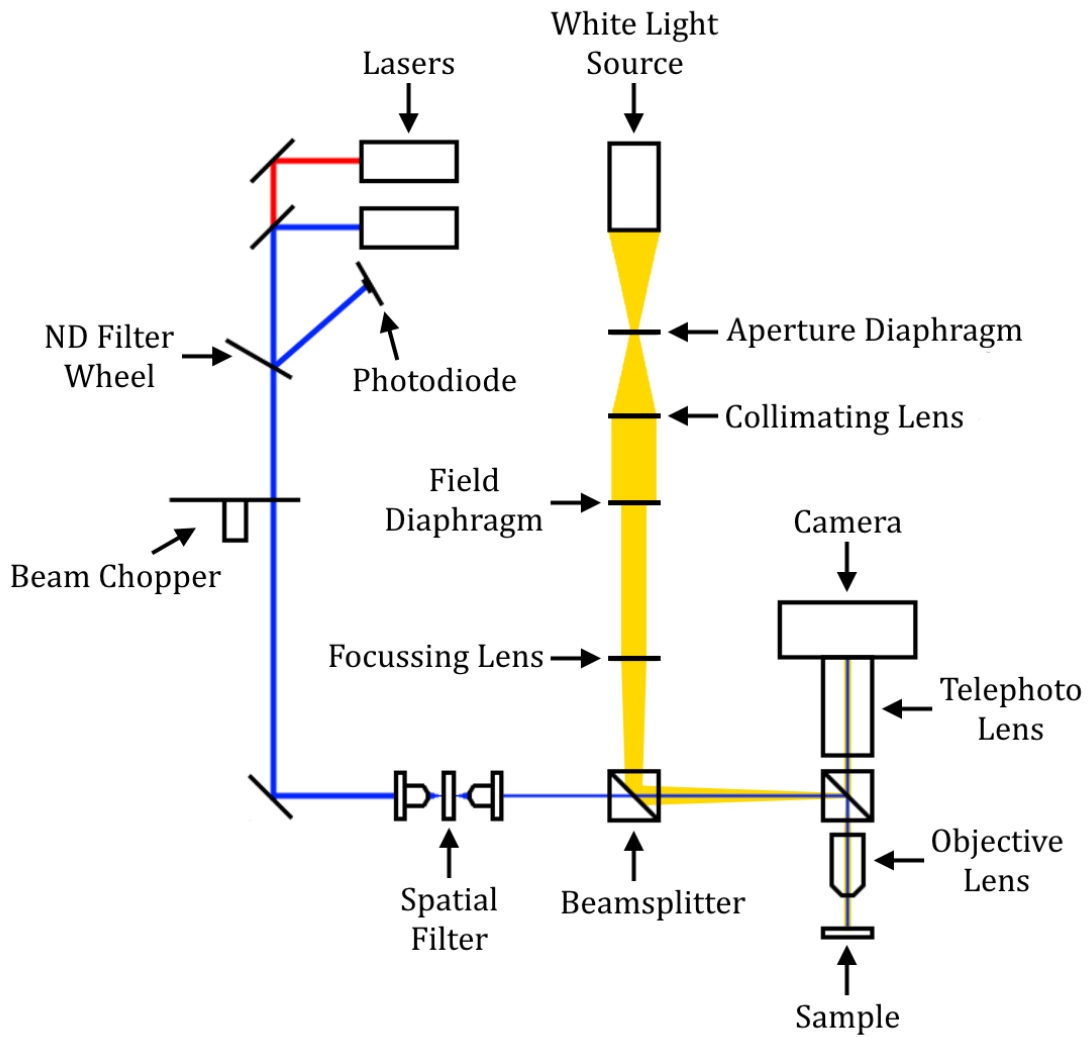 White Light
Source
Lasers
Aperture Diaphragm
ND Filter
Wheel
Photodiode
Collimating Lens
Field
Diaphragm
Camera
Beam Chopper
Focussing Lens
Telephoto
Lens
Objective
Lens
Spatial
Filter
Beamsplitter
Sample